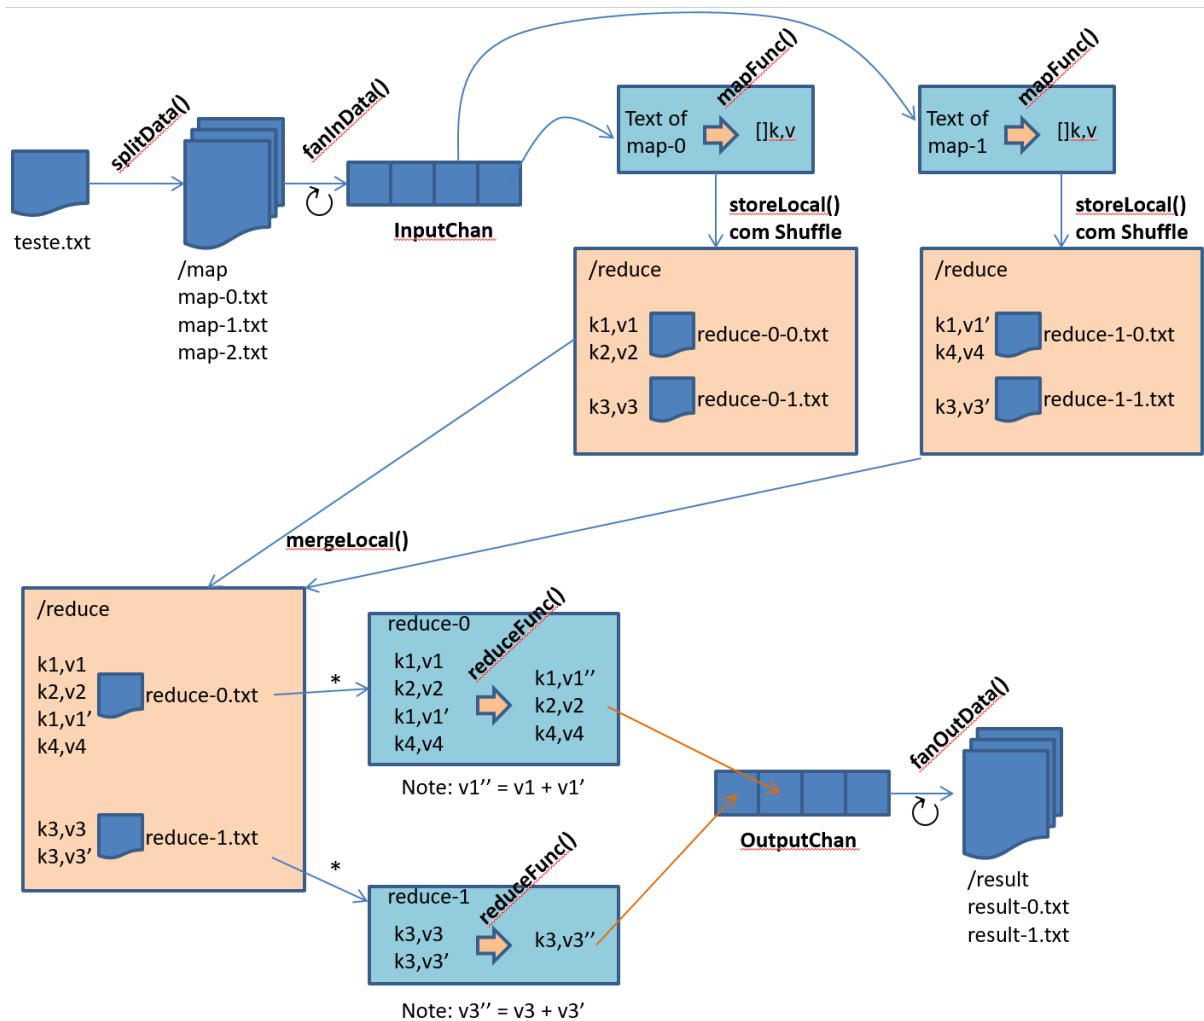 splitData()
teste.txt
/map
map-0.txt
map-1.txt
map-2.txt
fanInData()
InputChan
mapFunc()
Text of
map-0
[]k,v
mapFunc()
Text of
map-1
[]k,v
storeLocal()
com Shuffle
storeLocal()
com Shuffle
/reduce
k1,v1
k2,v2
reduce-0-0.txt
k3,v3
reduce-0-1.txt
/reduce
k1,v1’
k4,v4
reduce-1-0.txt
k3,v3’
reduce-1-1.txt
mergeLocal()
/reduce
k1,v1
k2,v2
k1,v1’
k4,v4
reduce-0.txt
k3,v3
k3,v3’
reduce-1.txt
*
*
reduce-0
reduceFunc()
k1,v1
k2,v2
k1,v1’
k4,v4
k1,v1’’
k2,v2
k4,v4
Note: v1’’ = v1 + v1’
reduce-1
reduceFunc()
k3,v3
k3,v3’
k3,v3’’
Note: v3’’ = v3 + v3’
OutputChan
fanOutData()
/result
result-0.txt
result-1.txt